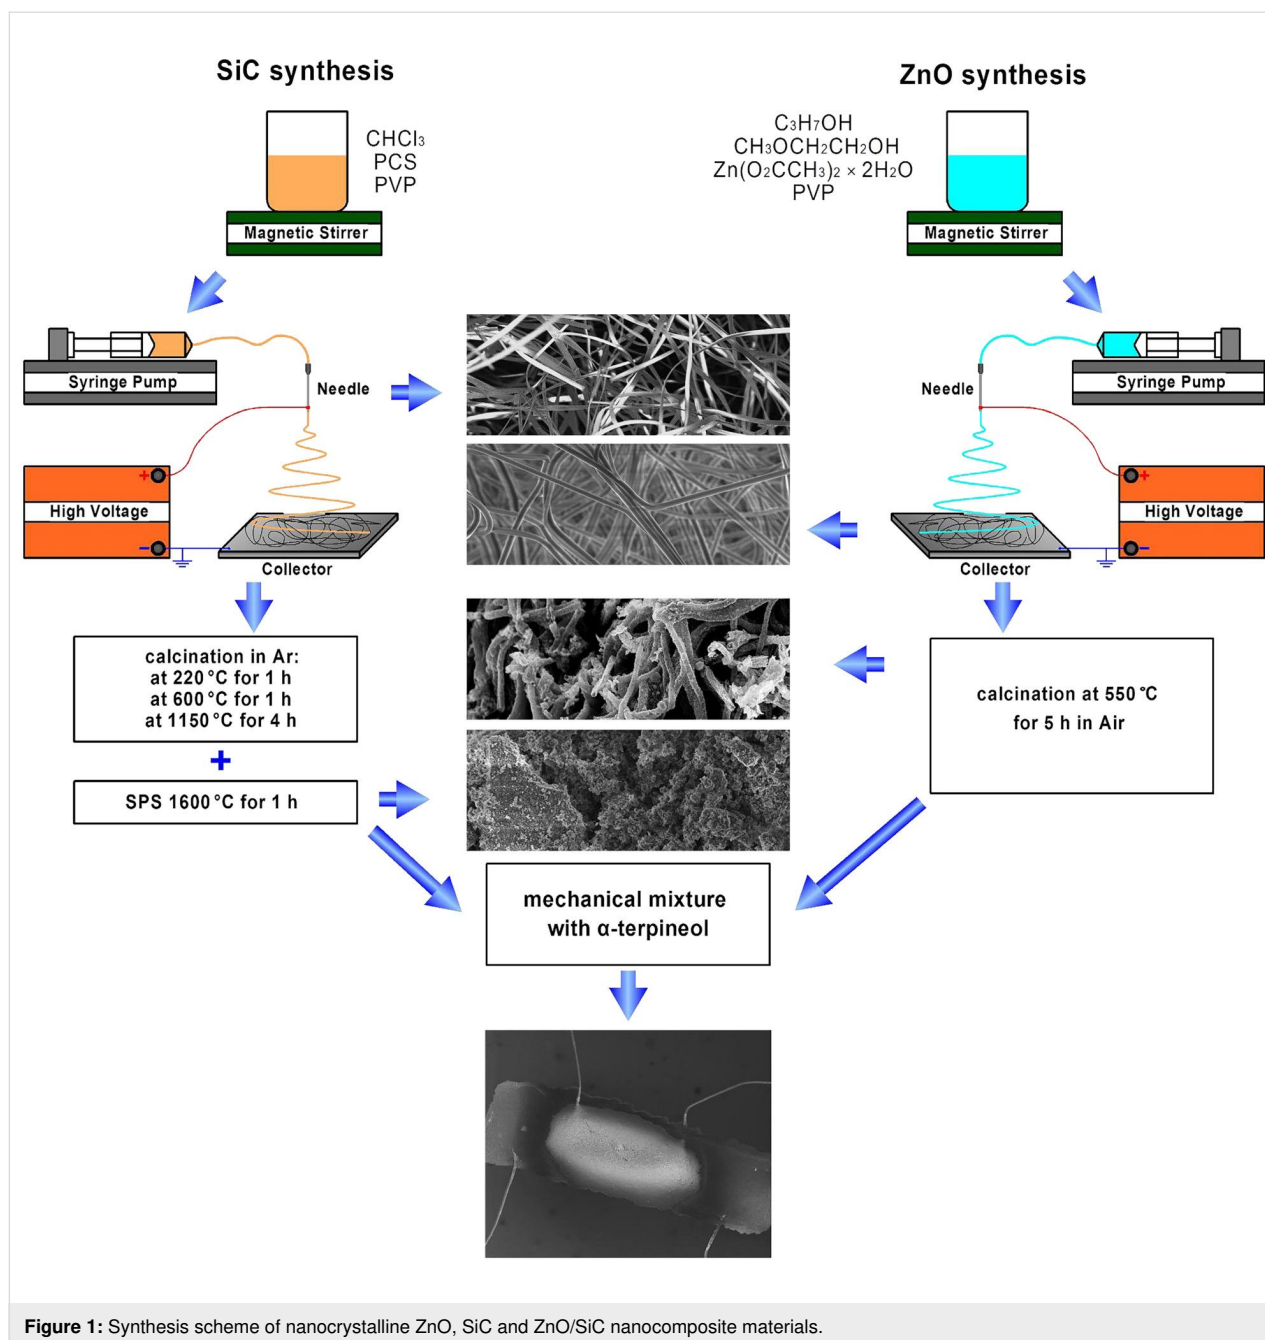 SiC synthesis
ZnO synthesis
CHCl₃
PCS
PVP
C₃H₇OH
CH₃OCH₂CH₂OH
Zn(O₂CCH₃)₂ × 2H₂O
PVP
Magnetic Stirrer
Magnetic Stirrer
Syringe Pump
Needle
Needle
Syringe Pump
+
High Voltage
−
Collector
+
High Voltage
−
Collector
calcination in Ar:
at 220 °C for 1 h
at 600 °C for 1 h
at 1150 °C for 4 h
+
SPS 1600 °C for 1 h
calcination at 550 °C
for 5 h in Air
mechanical mixture
with α-terpineol
Figure 1: Synthesis scheme of nanocrystalline ZnO, SiC and ZnO/SiC nanocomposite materials.